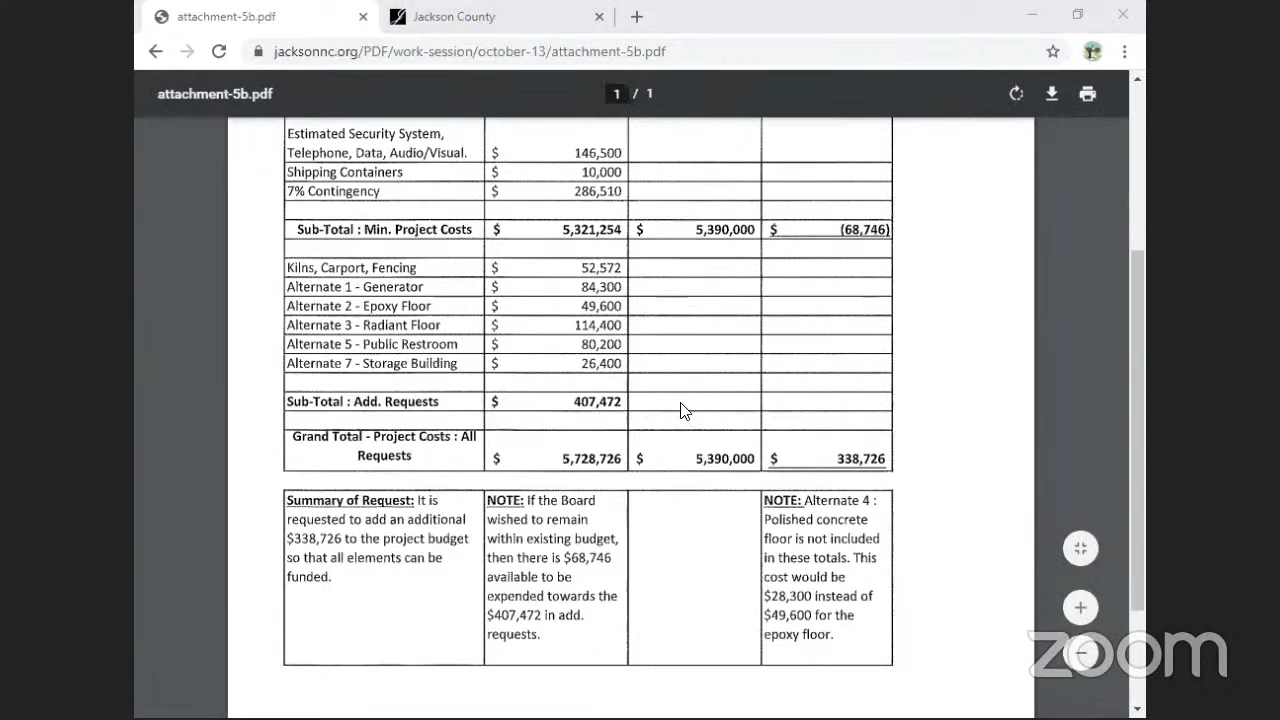 attachment-5b.pdf
Jackson County
jacksonnc.org/PDF/work-session/october-13/attachment-5b.pdf
attachment-5b.pdf
1 / 1
Estimated Security System,
Telephone, Data, Audio/Visual. $ 146,500
Shipping Containers $ 10,000
7% Contingency $ 286,510
Sub-Total : Min. Project Costs $ 5,321,254 $ 5,390,000 $ (68,746)
Kilns, Carport, Fencing $ 52,572
Alternate 1 - Generator $ 84,300
Alternate 2 - Epoxy Floor $ 49,600
Alternate 3 - Radiant Floor $ 114,400
Alternate 5 - Public Restroom $ 80,200
Alternate 7 - Storage Building $ 26,400
Sub-Total : Add. Requests $ 407,472
Grand Total - Project Costs : All
Requests $ 5,728,726 $ 5,390,000 $ 338,726
Summary of Request: It is
requested to add an additional
$338,726 to the project budget
so that all elements can be
funded.
NOTE: If the Board
wished to remain
within existing budget,
then there is $68,746
available to be
expended towards the
$407,472 in add.
requests.
NOTE: Alternate 4 :
Polished concrete
floor is not included
in these totals. This
cost would be
$28,300 instead of
$49,600 for the
epoxy floor.
zoom